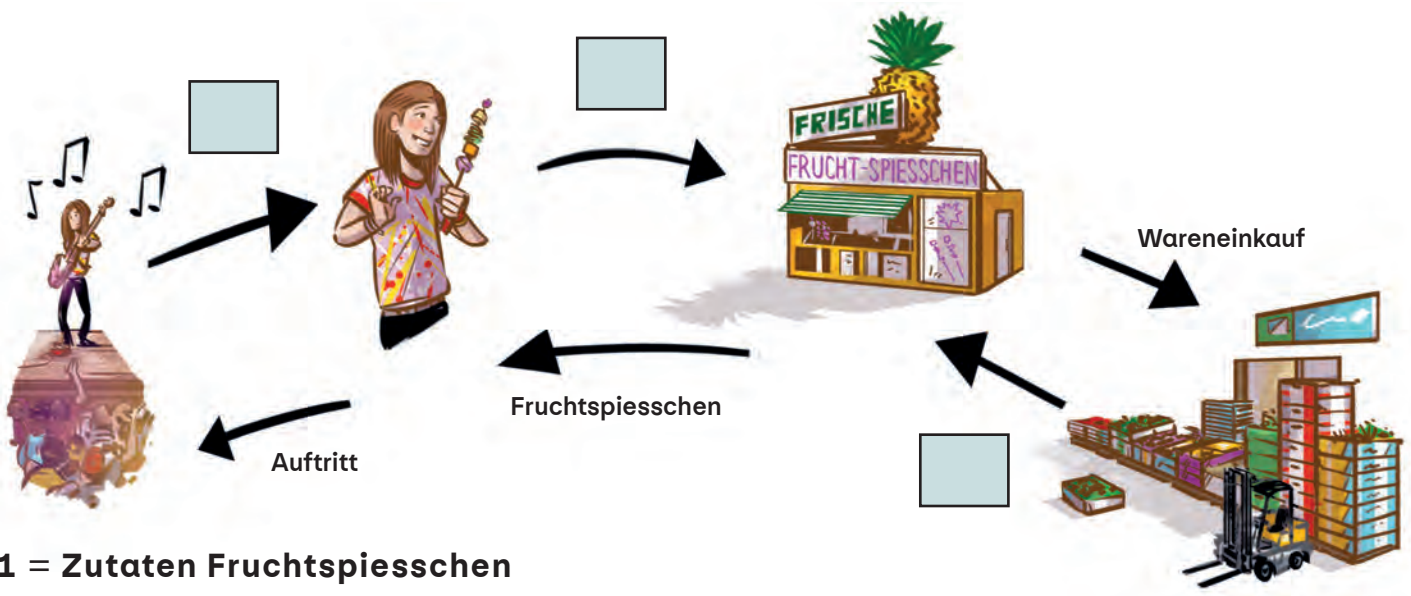 FRISCHE
FRUCHT-SPIESSCHEN
Wareneinkauf
Fruchtspiesschen
Auftritt
1 = Zutaten Fruchtspiesschen